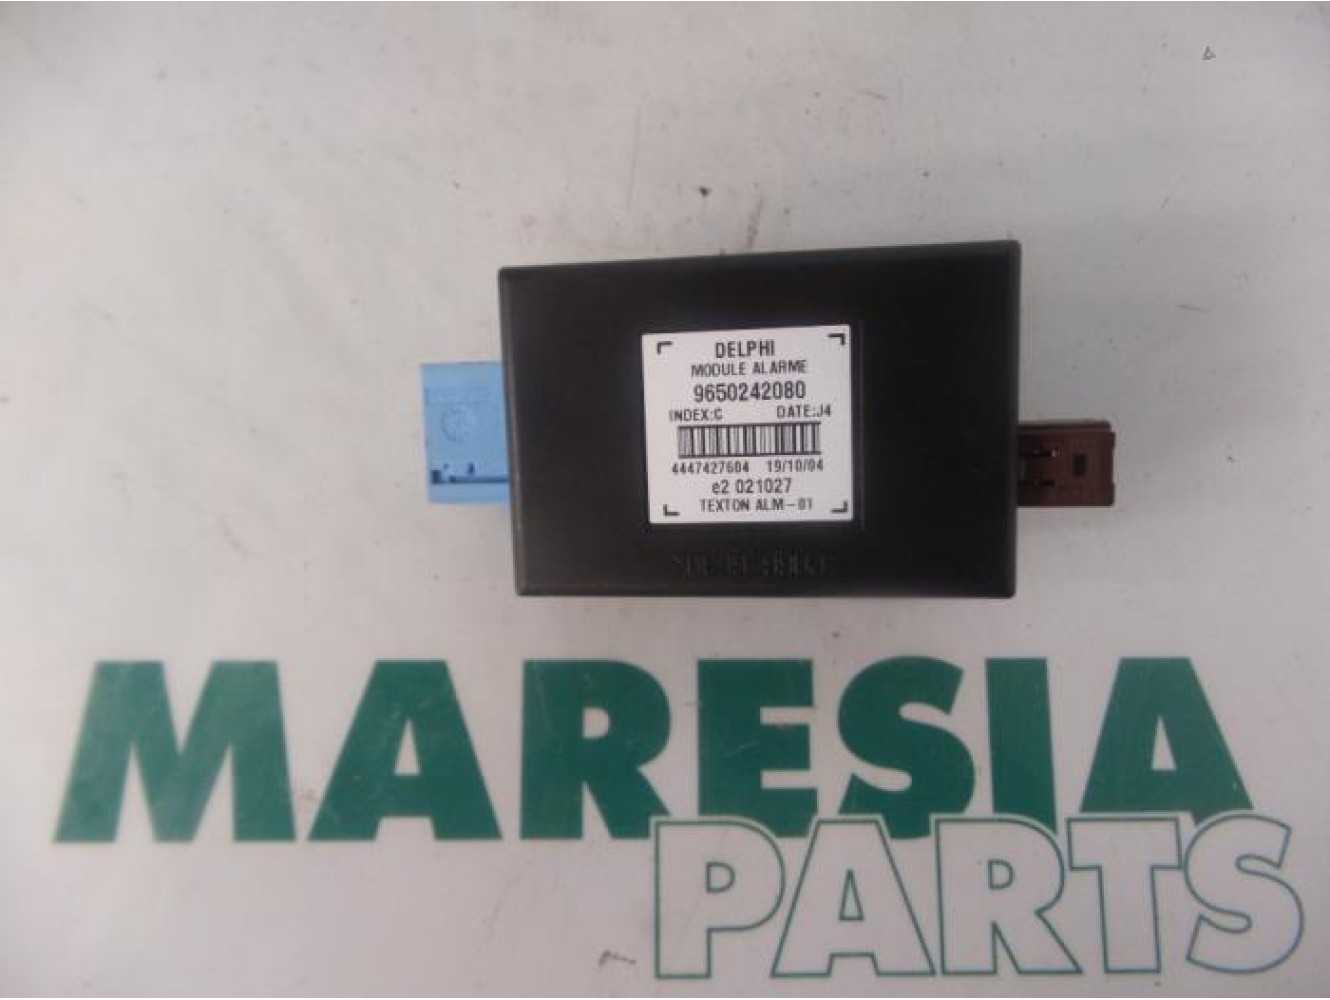 DELPHI
MODULE ALARME
9650242080
INDEX:C DATE:J4
4447427604 19/10/04
e2 021027
TEXTON ALM-01
MARESIA
PARTS